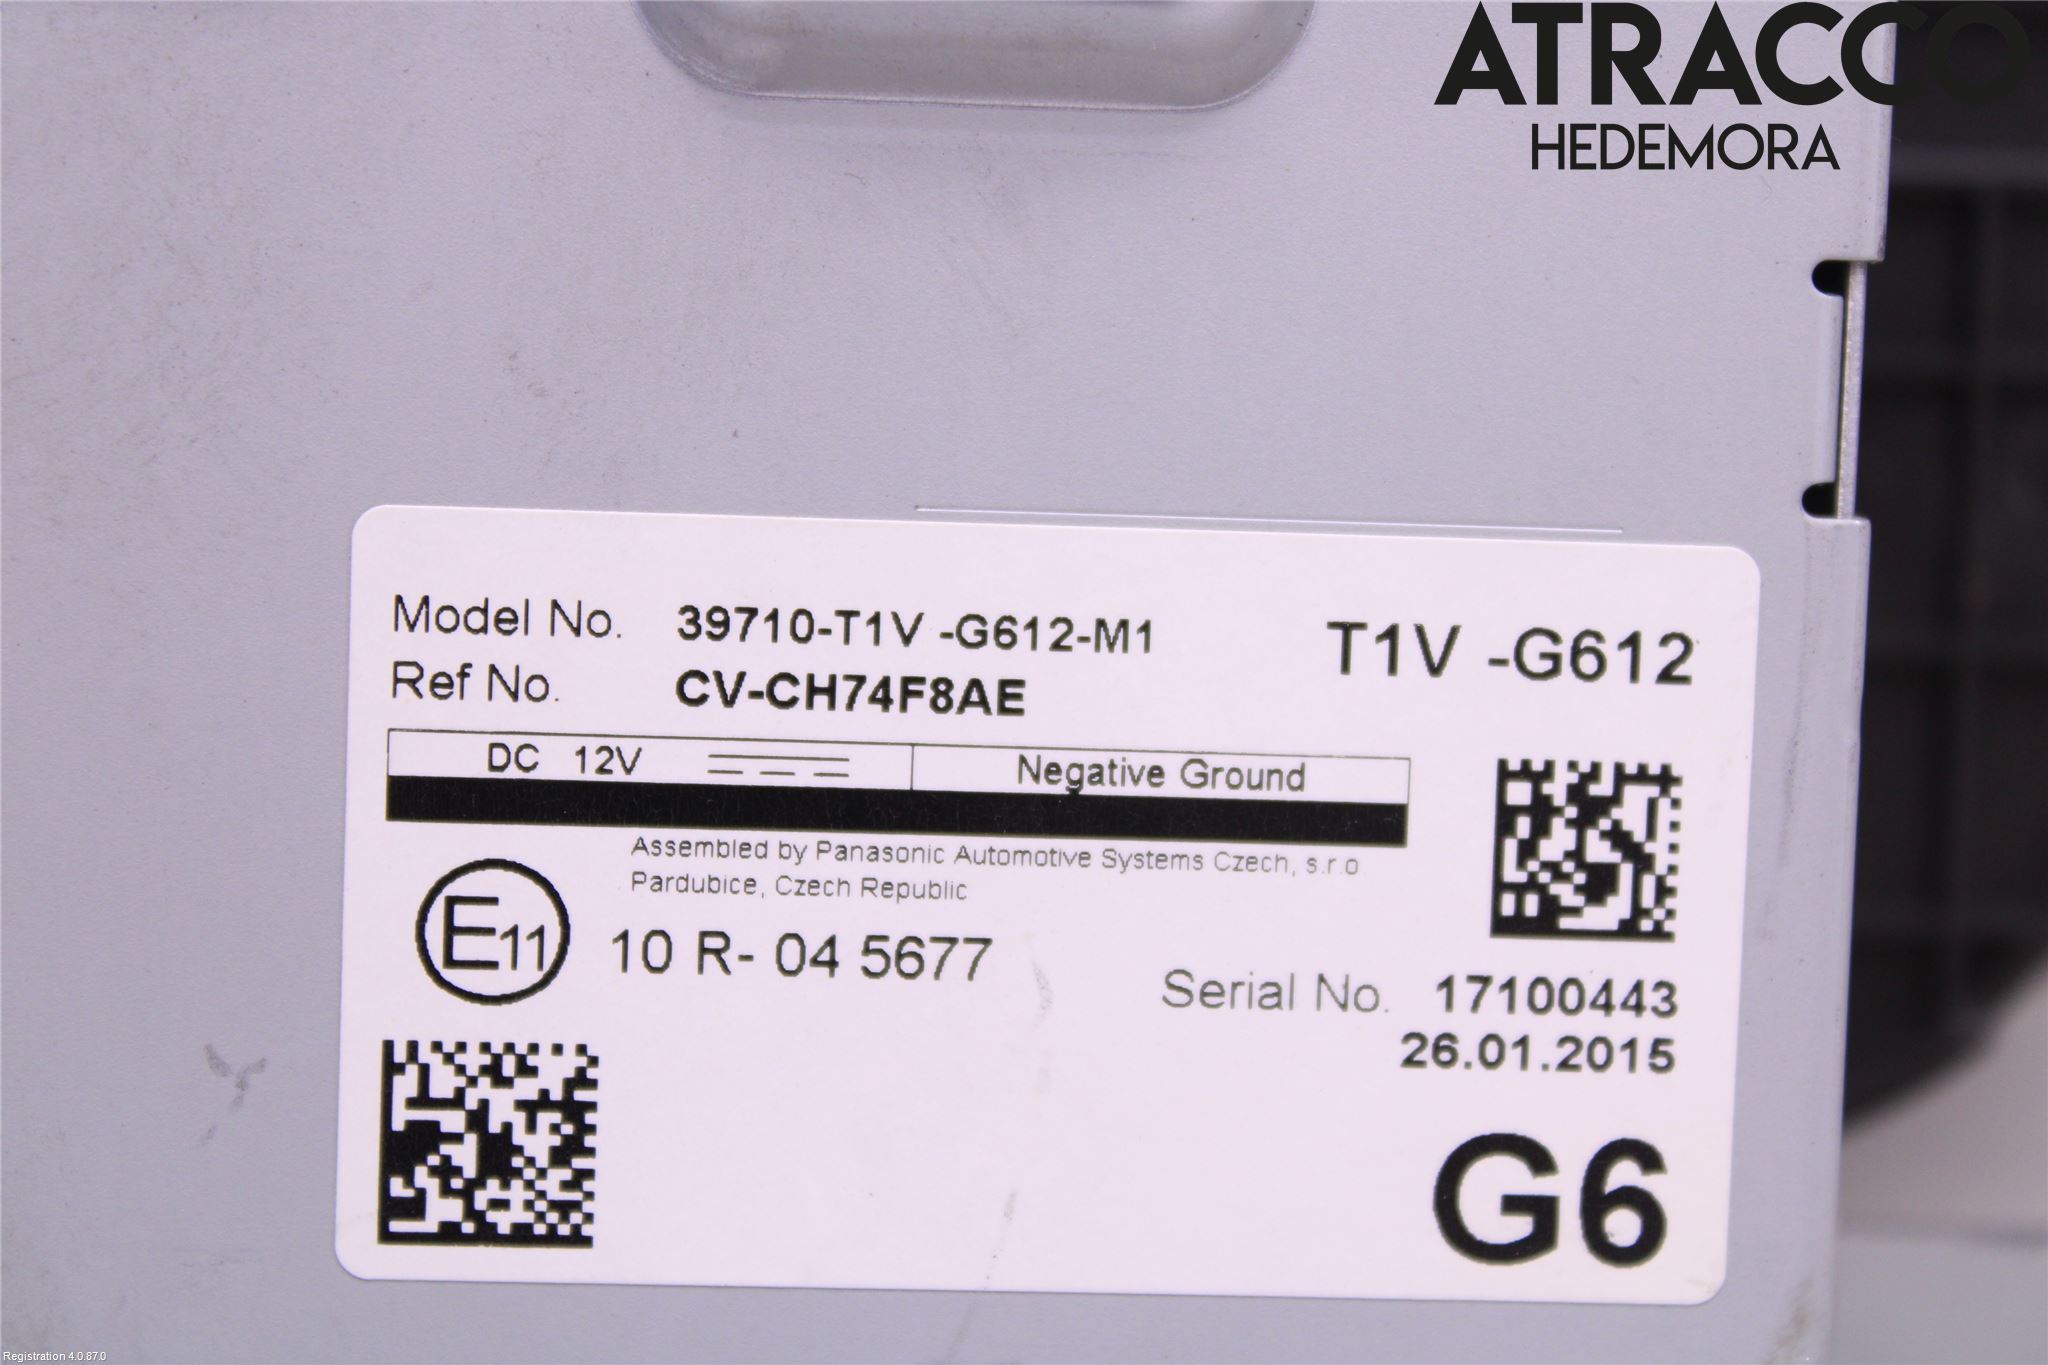 ATRACCO
HEDEMORA
Model No. 39710-T1V -G612-M1
T1V -G612
Ref No. CV-CH74F8AE
DC 12V
Negative Ground
Assembled by Panasonic Automotive Systems Czech, s.r.o.
Pardubice, Czech Republic
E11
10 R- 04 5677
Serial No. 17100443
26.01.2015
G6
Registration 4.0.87.0